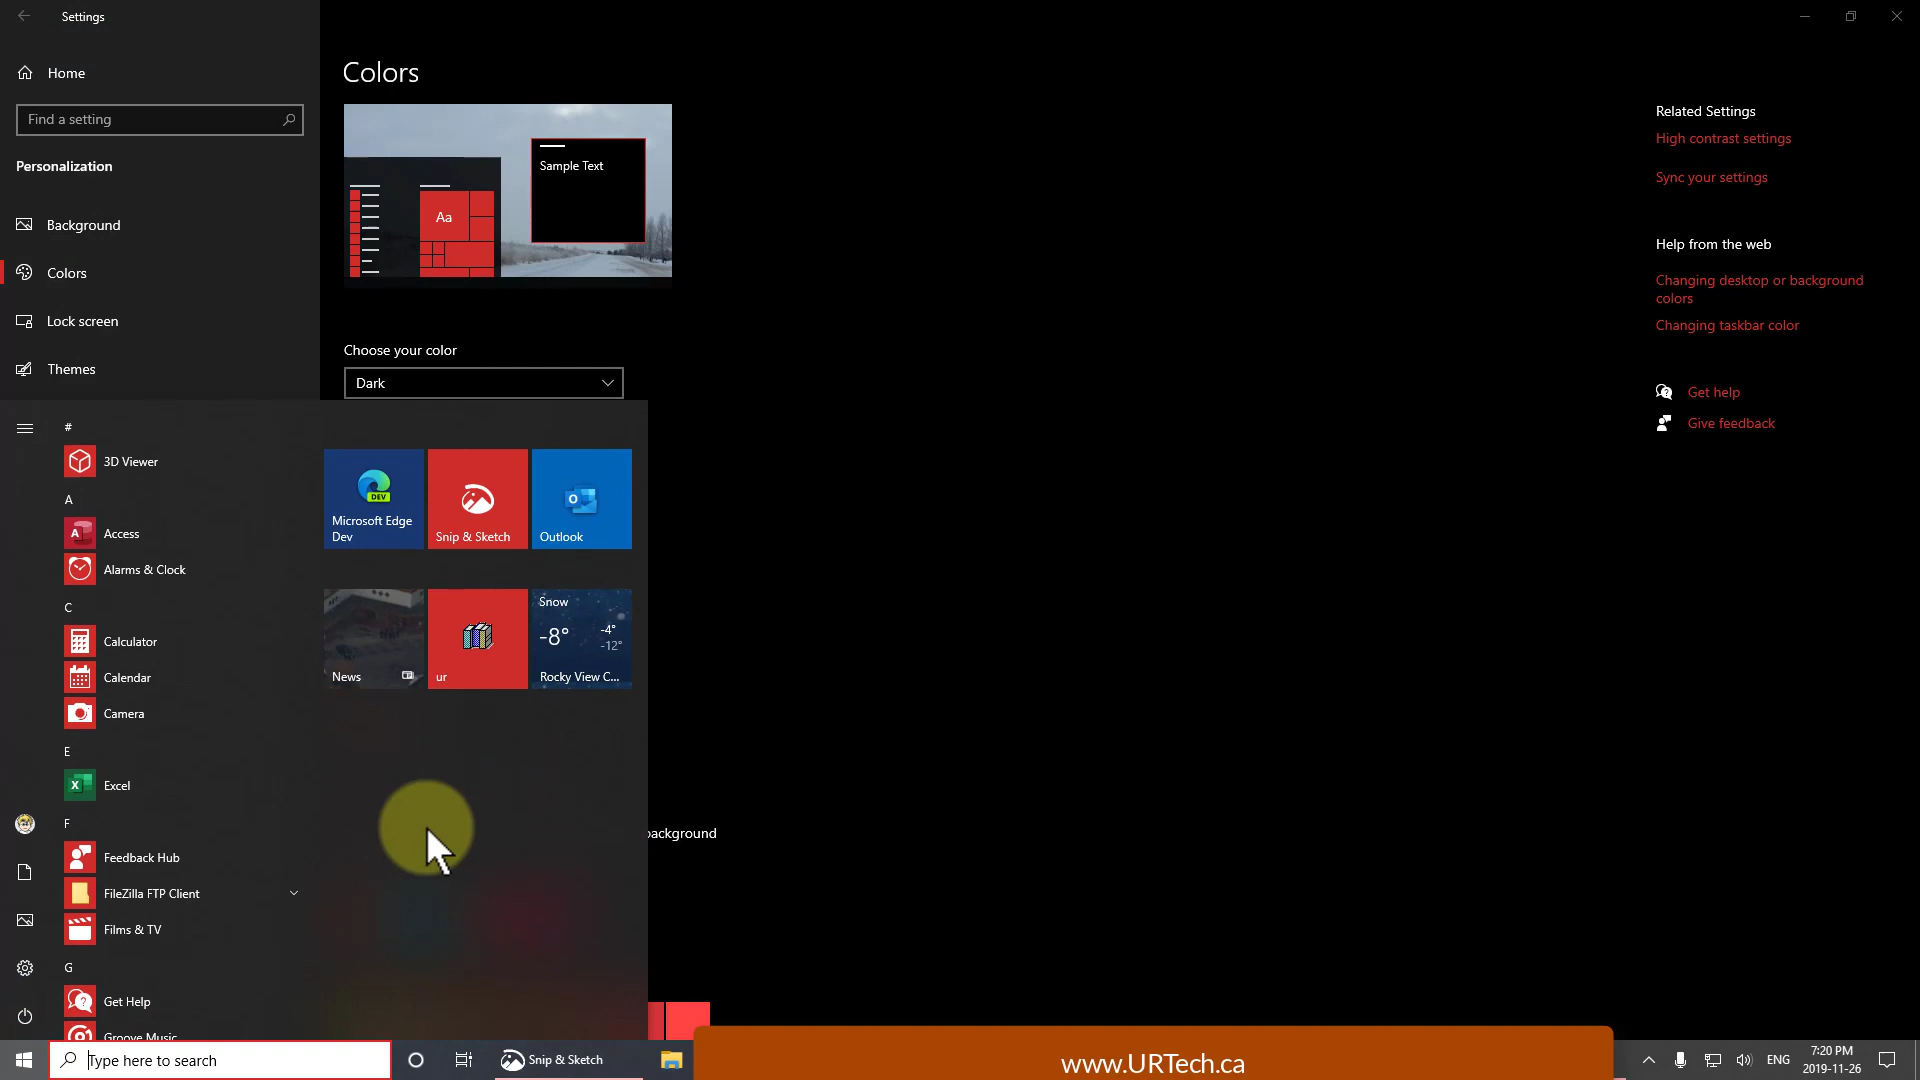 Settings
Home
Find a setting
Personalization
Background
Colors
Lock screen
Themes
Colors
Sample Text
Aa
Choose your color
Dark
Related Settings
High contrast settings
Sync your settings
Help from the web
Changing desktop or background
colors
Changing taskbar color
Get help
Give feedback
#
3D Viewer
A
Access
Alarms & Clock
C
Calculator
Calendar
Camera
E
Excel
F
Feedback Hub
FileZilla FTP Client
Films & TV
G
Get Help
Groove Music
DEV
Microsoft Edge
Dev
Snip & Sketch
Outlook
News
ur
Snow
-8°
-4°
-12°
Rocky View C...
background
Type here to search
Snip & Sketch
www.URTech.ca
ENG
7:20 PM
2019-11-26